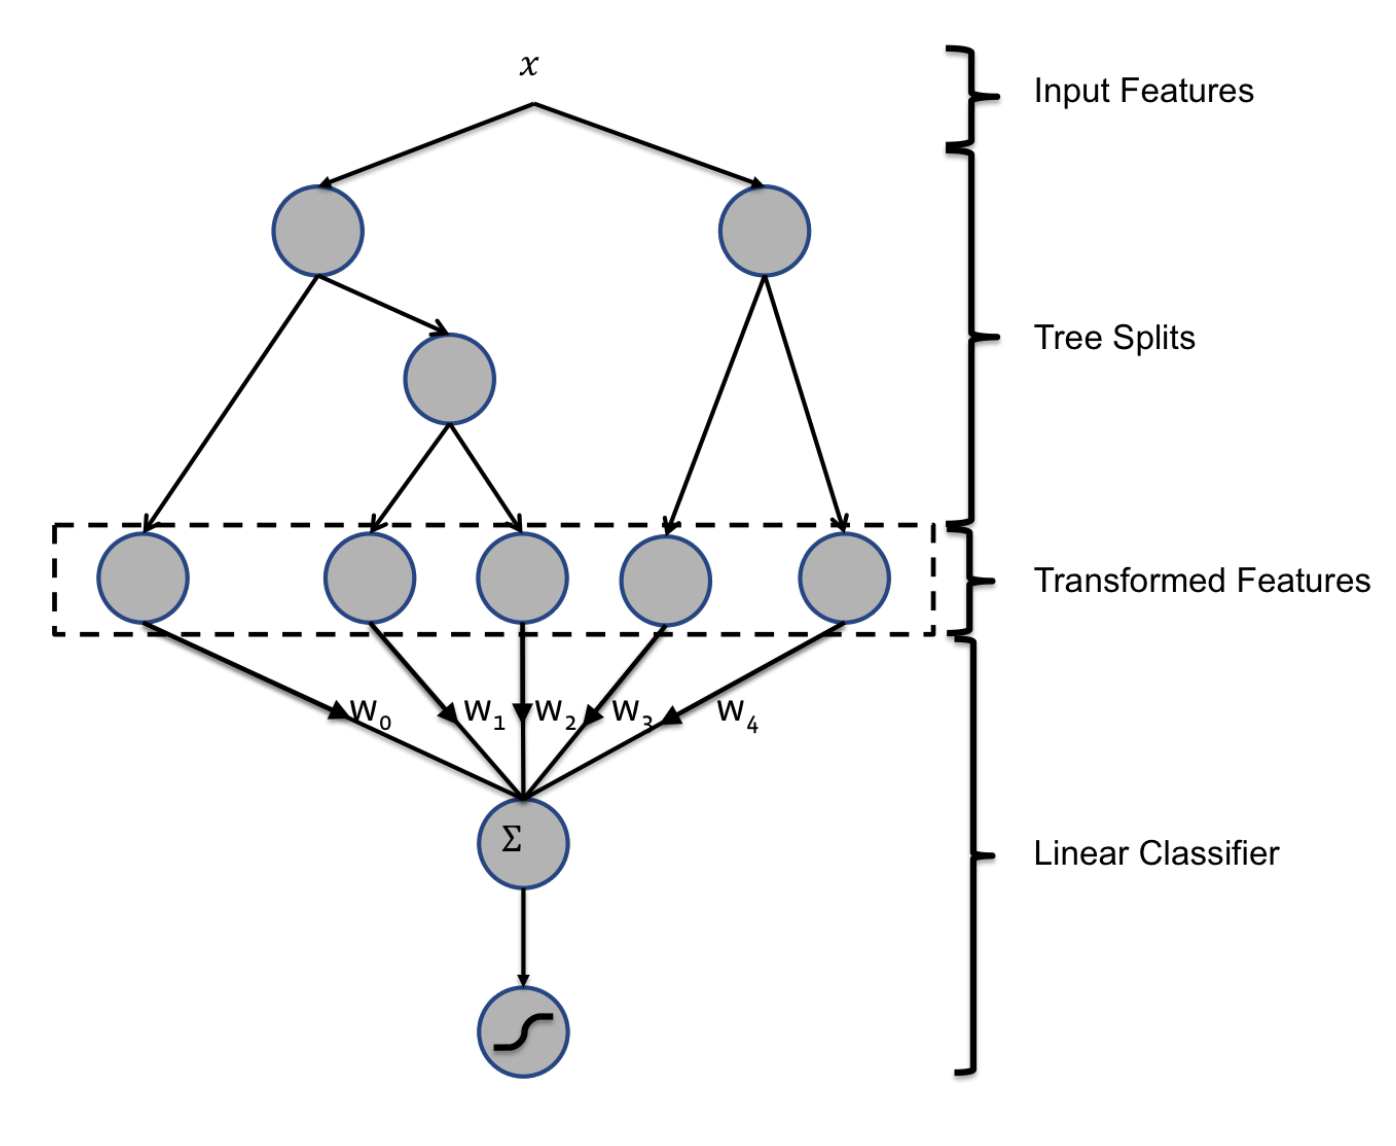 x
Input Features
Tree Splits
Transformed Features
W₀ W₁ W₂ W₃ W₄
Σ
Linear Classifier